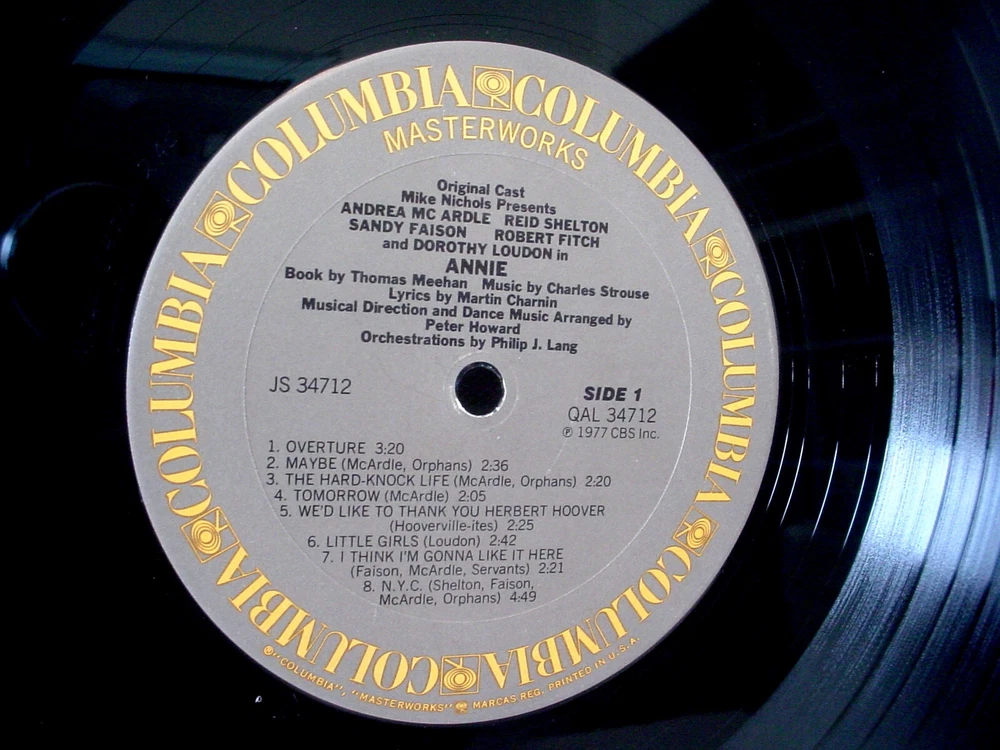 COLUMBIA COLUMBIA COLUMBIA COLUMBIA COLUMBIA COLUMBIA
MASTERWORKS
Original Cast
Mike Nichols Presents
ANDREA MC ARDLE REID SHELTON
SANDY FAISON ROBERT FITCH
and DOROTHY LOUDON in
ANNIE
Book by Thomas Meehan Music by Charles Strouse
Lyrics by Martin Charnin
Musical Direction and Dance Music Arranged by
Peter Howard
Orchestrations by Philip J. Lang
JS 34712
SIDE 1
QAL 34712
℗ 1977 CBS Inc.
1. OVERTURE 3:20
2. MAYBE (McArdle, Orphans) 2:36
3. THE HARD-KNOCK LIFE (McArdle, Orphans) 2:20
4. TOMORROW (McArdle) 2:05
5. WE'D LIKE TO THANK YOU HERBERT HOOVER
(Hooverville-ites) 2:25
6. LITTLE GIRLS (Loudon) 2:42
7. I THINK I'M GONNA LIKE IT HERE
(Faison, McArdle, Servants) 2:21
8. N.Y.C. (Shelton, Faison,
McArdle, Orphans) 4:49
®"COLUMBIA", "MASTERWORKS" MARCAS REG. PRINTED IN U.S.A.